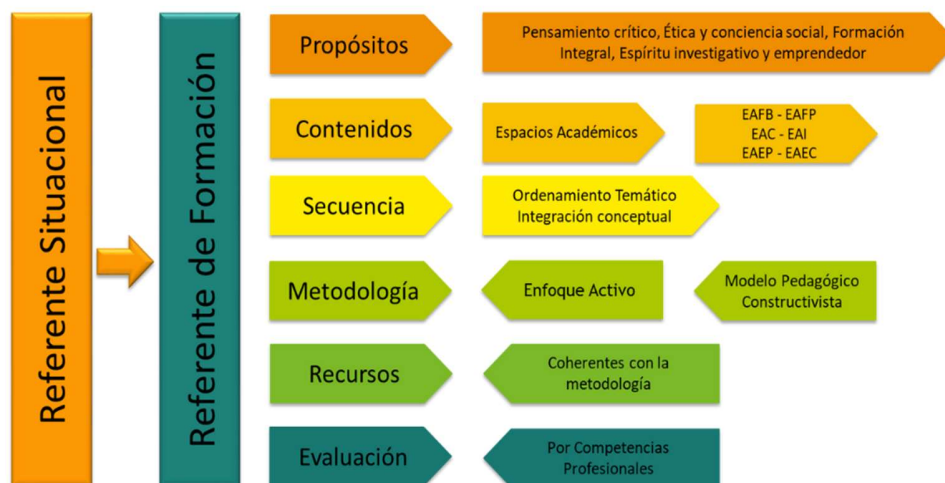 Referente Situacional
Referente de Formación
Propósitos
Pensamiento crítico, Ética y conciencia social, Formación
Integral, Espíritu investigativo y emprendedor
Contenidos
Espacios Académicos
EAFB - EAFP
EAC - EAI
EAEP - EAEC
Secuencia
Ordenamiento Temático
Integración conceptual
Metodología
Enfoque Activo
Modelo Pedagógico
Constructivista
Recursos
Coherentes con la
metodología
Evaluación
Por Competencias
Profesionales